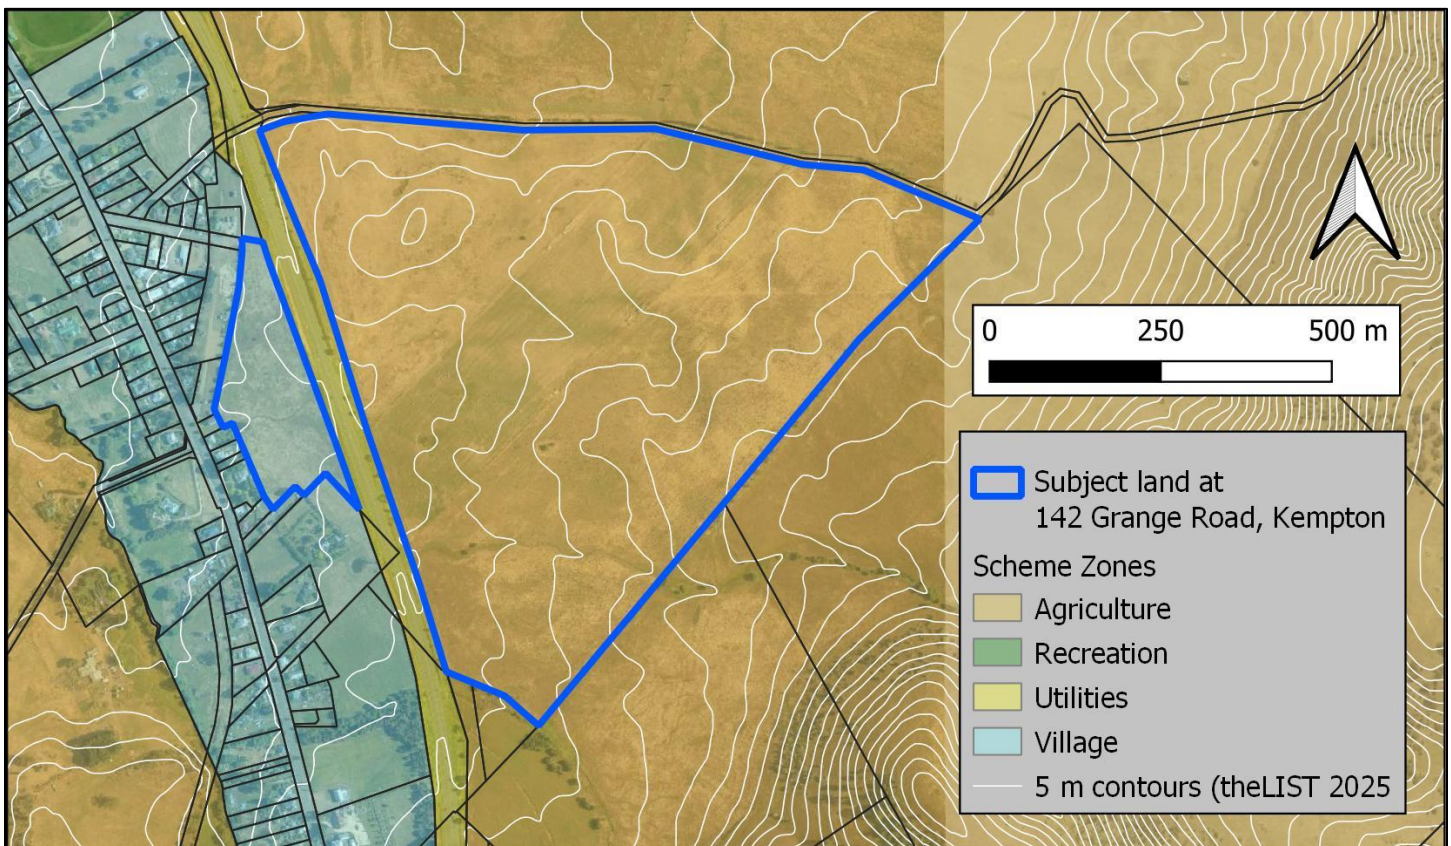 0 250 500 m
Subject land at
142 Grange Road, Kempton
Scheme Zones
Agriculture
Recreation
Utilities
Village
5 m contours (theLIST 2025